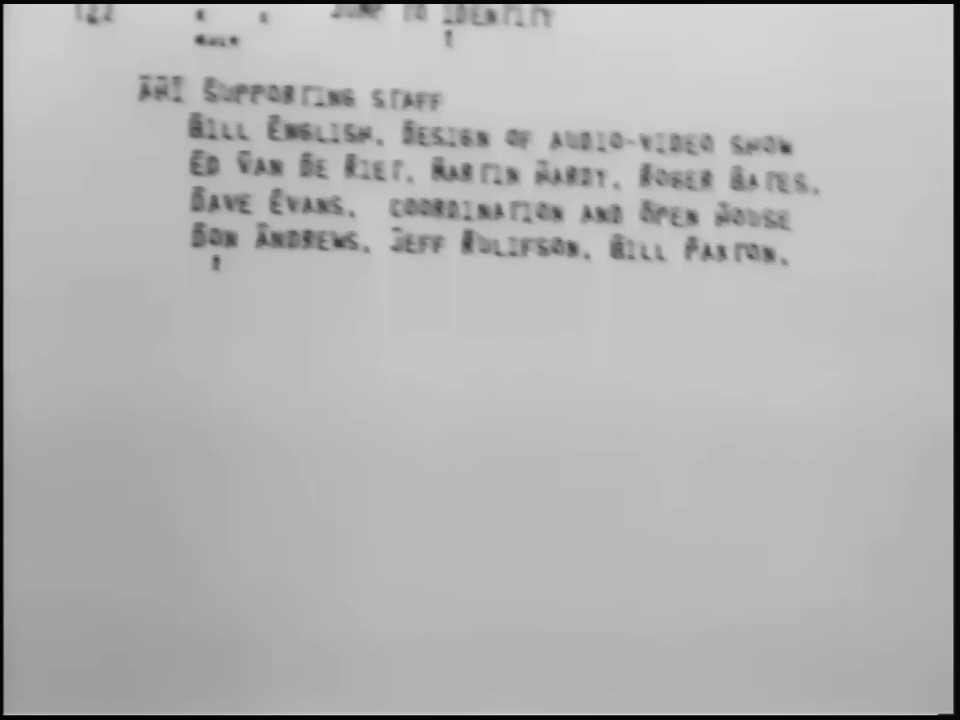 JUMP TO IDENTITY
ARI SUPPORTING STAFF
BILL ENGLISH, DESIGN OF AUDIO-VIDEO SHOW
ED VAN DE RIET, MARTIN HARDY, ROGER BATES,
DAVE EVANS, COORDINATION AND OPEN HOUSE
DON ANDREWS, JEFF RULIFSON, BILL PAXTON,